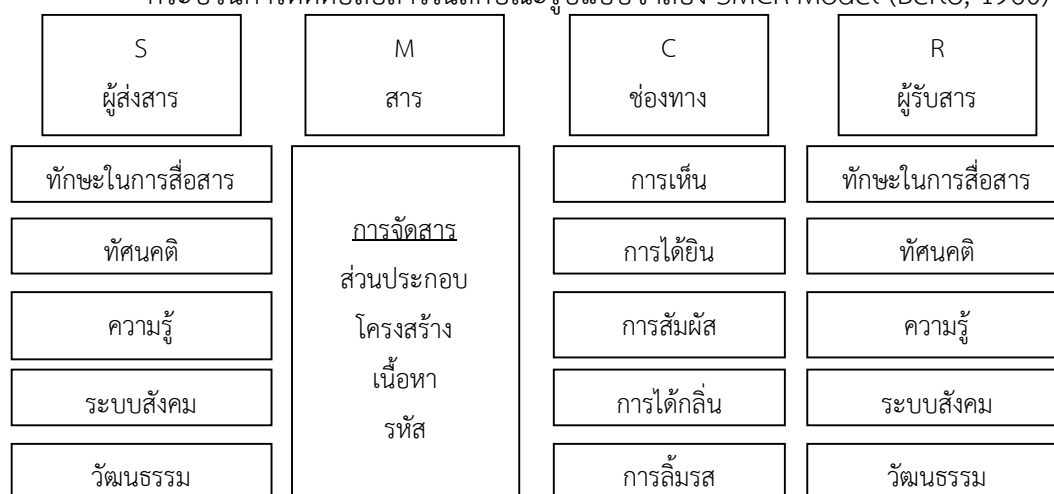 SMCR Model (Berlo, 1960)
S
ผู้ส่งสาร
M
สาร
C
ช่องทาง
R
ผู้รับสาร
ทักษะในการสื่อสาร
ทัศนคติ
ความรู้
ระบบสังคม
วัฒนธรรม
การจัดสาร
ส่วนประกอบ
โครงสร้าง
เนื้อหา
รหัส
การเห็น
การได้ยิน
การสัมผัส
การได้กลิ่น
การลิ้มรส
ทักษะในการสื่อสาร
ทัศนคติ
ความรู้
ระบบสังคม
วัฒนธรรม